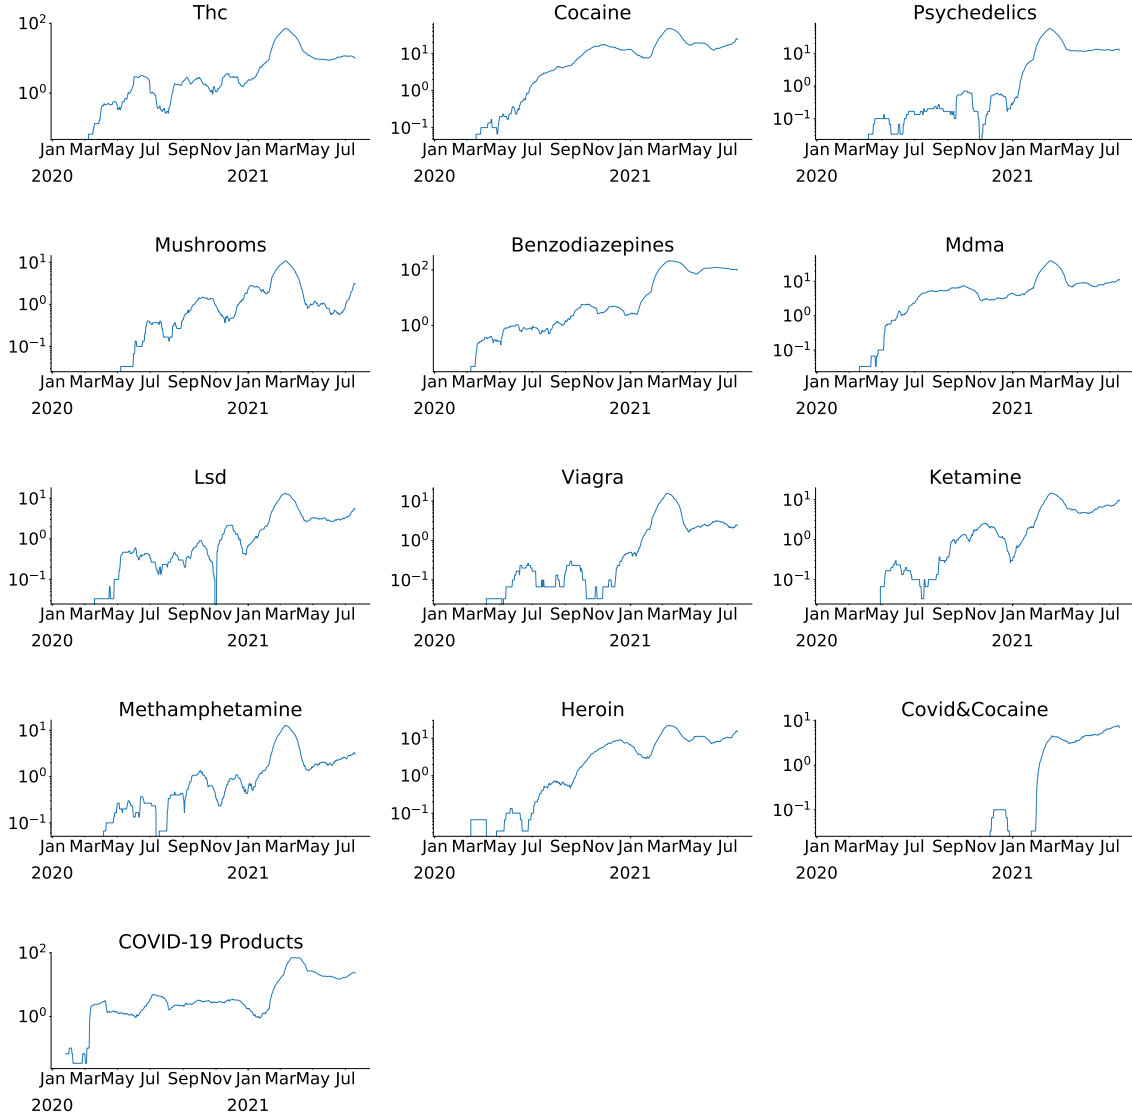 Thc
10^2
10^0
Jan Mar May Jul Sep Nov Jan Mar May Jul
2020 2021
Cocaine
10^1
10^0
10^-1
Jan Mar May Jul Sep Nov Jan Mar May Jul
2020 2021
Psychedelics
10^1
10^0
10^-1
Jan Mar May Jul Sep Nov Jan Mar May Jul
2020 2021
Mushrooms
10^1
10^0
10^-1
Jan Mar May Jul Sep Nov Jan Mar May Jul
2020 2021
Benzodiazepines
10^2
10^0
Jan Mar May Jul Sep Nov Jan Mar May Jul
2020 2021
Mdma
10^1
10^0
10^-1
Jan Mar May Jul Sep Nov Jan Mar May Jul
2020 2021
Lsd
10^1
10^0
10^-1
Jan Mar May Jul Sep Nov Jan Mar May Jul
2020 2021
Viagra
10^1
10^0
10^-1
Jan Mar May Jul Sep Nov Jan Mar May Jul
2020 2021
Ketamine
10^1
10^0
10^-1
Jan Mar May Jul Sep Nov Jan Mar May Jul
2020 2021
Methamphetamine
10^1
10^0
10^-1
Jan Mar May Jul Sep Nov Jan Mar May Jul
2020 2021
Heroin
10^1
10^0
10^-1
Jan Mar May Jul Sep Nov Jan Mar May Jul
2020 2021
Covid&Cocaine
10^1
10^0
10^-1
Jan Mar May Jul Sep Nov Jan Mar May Jul
2020 2021
COVID-19 Products
10^2
10^0
Jan Mar May Jul Sep Nov Jan Mar May Jul
2020 2021